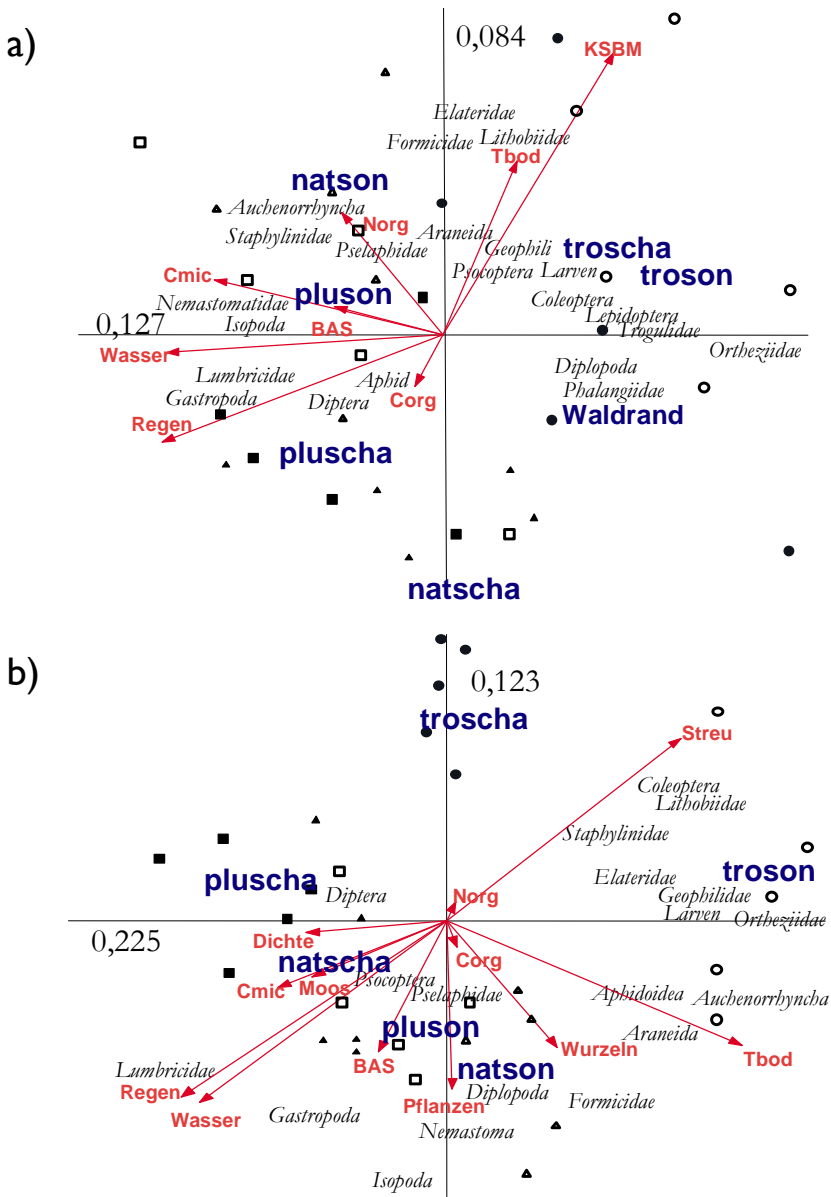 a)
0,084
KSBM
Elateridae
Formicidae Lithobiidae
Tbod
natson
Auchenorrhyncha Norg
Staphylinidae Araneida
Pselaphidae Geophili troscha
Cmic Psocoptera Larven troson
pluson
Nemastomatidae Coleoptera
Isopoda BAS Lepidoptera
0,127 Trogulidae
Wasser Ortheziidae
Lumbricidae Aphid Diplopoda
Gastropoda Corg Phalangiidae
Regen Diptera Waldrand
pluscha
natscha
b)
0,123
troscha
Streu
Coleoptera
Lithobiidae
Staphylinidae
pluscha Elateridae troson
Diptera Norg Geophilidae
0,225 Larven Ortheziidae
Dichte
natscha Corg
Cmic Moos Psocoptera
Pselaphidae Aphidoidea Auchenorrhyncha
pluson Araneida
Wurzeln Tbod
Lumbricidae BAS natson
Regen Pflanzen Diplopoda
Wasser Gastropoda Formicidae
Nemastoma
Isopoda